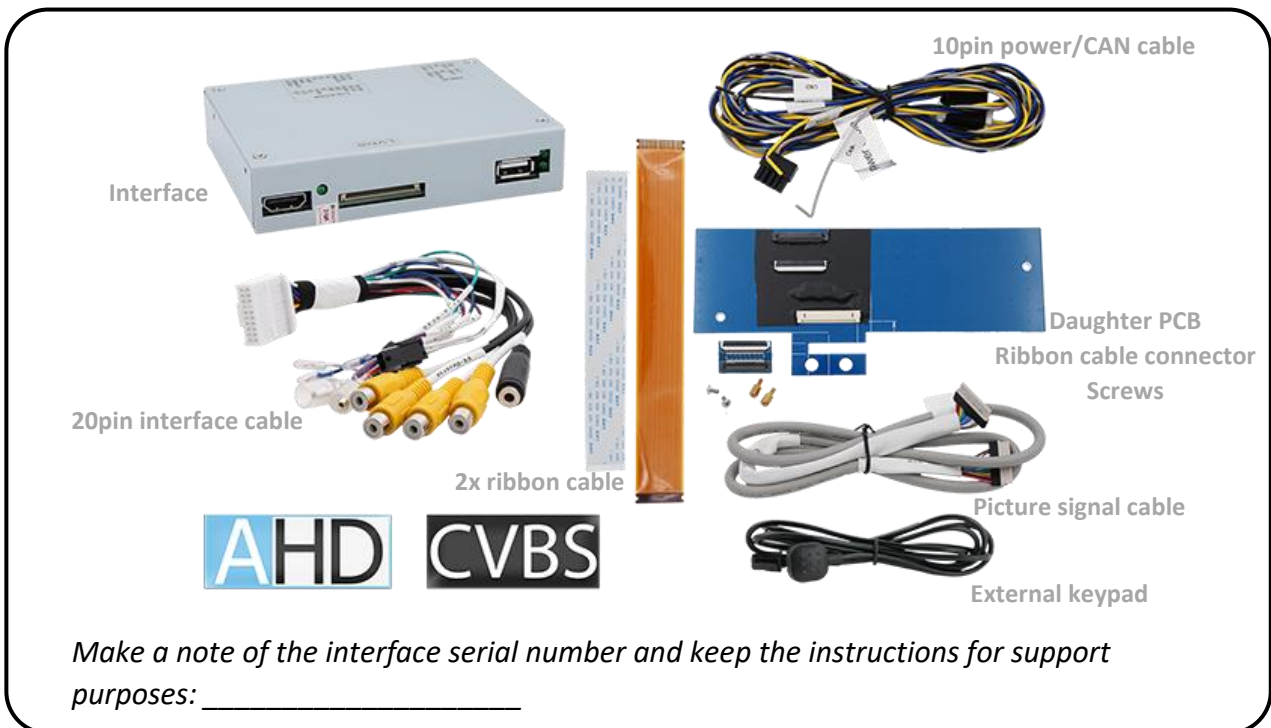 10pin power/CAN cable
Interface
Daughter PCB
Ribbon cable connector
Screws
20pin interface cable
2x ribbon cable
Picture signal cable
AHD CVBS
External keypad
Make a note of the interface serial number and keep the instructions for support
purposes: ____________________